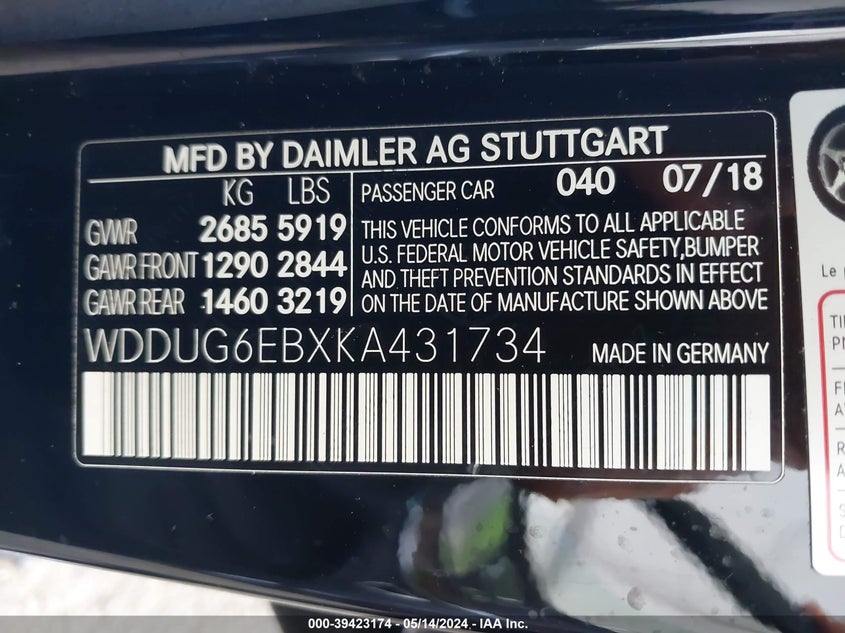 MFD BY DAIMLER AG STUTTGART
KG LBS
GVWR 2685 5919
GAWR FRONT 1290 2844
GAWR REAR 1460 3219
PASSENGER CAR 040 07/18
THIS VEHICLE CONFORMS TO ALL APPLICABLE
U.S. FEDERAL MOTOR VEHICLE SAFETY,BUMPER
AND THEFT PREVENTION STANDARDS IN EFFECT
ON THE DATE OF MANUFACTURE SHOWN ABOVE
WDDUG6EBXKA431734 MADE IN GERMANY
Le
000-39423174 - 05/14/2024 - IAA Inc.